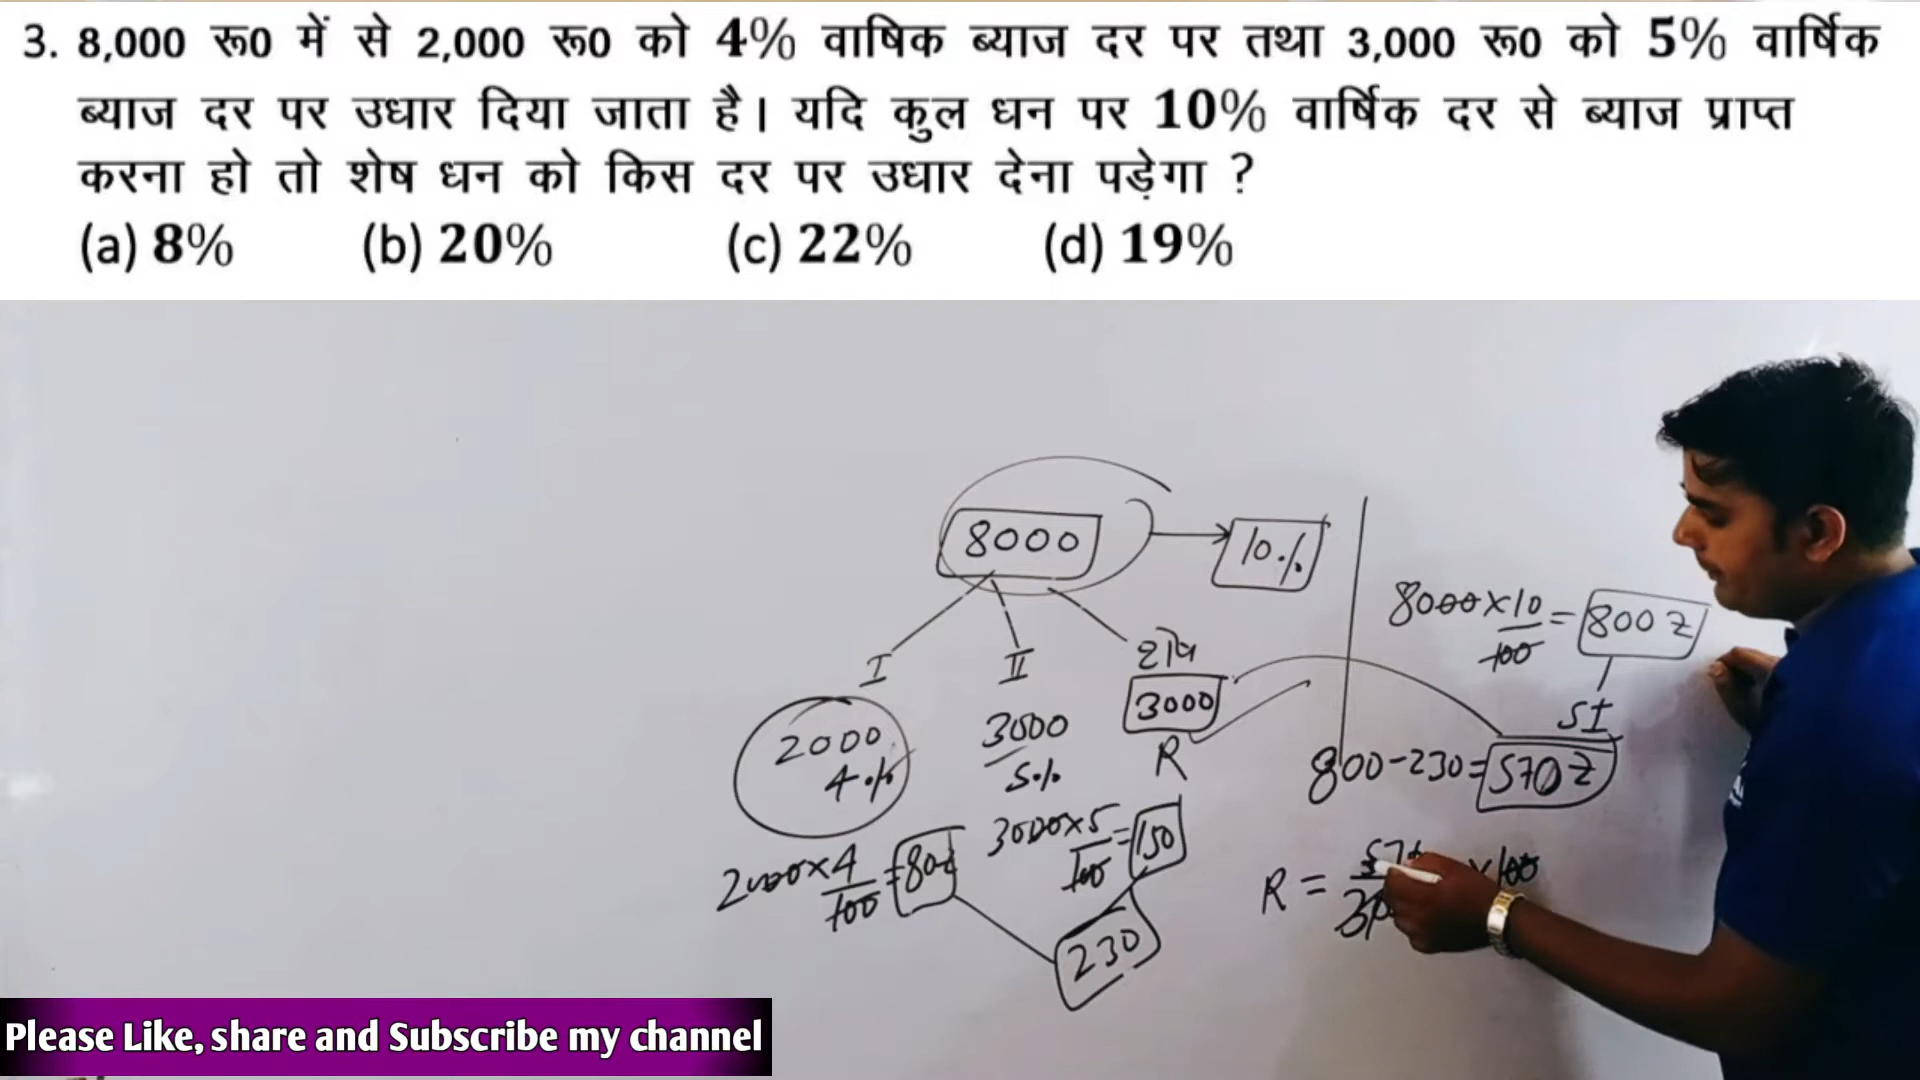 3. 8,000 रू0 में से 2,000 रू0 को 4% वाषिक ब्याज दर पर तथा 3,000 रू0 को 5% वार्षिक
ब्याज दर पर उधार दिया जाता है। यदि कुल धन पर 10% वार्षिक दर से ब्याज प्राप्त
करना हो तो शेष धन को किस दर पर उधार देना पड़ेगा ?
(a) 8% (b) 20% (c) 22% (d) 19%
8000
10%
8000×10/100 = 800 ₹
I II शेष
SI
2000 3000 3000
4% 5% R
800-230=570 ₹
2000×4/100 = 80₹
3000×5/100 = 150
R = ×100
230
Please Like, share and Subscribe my channel